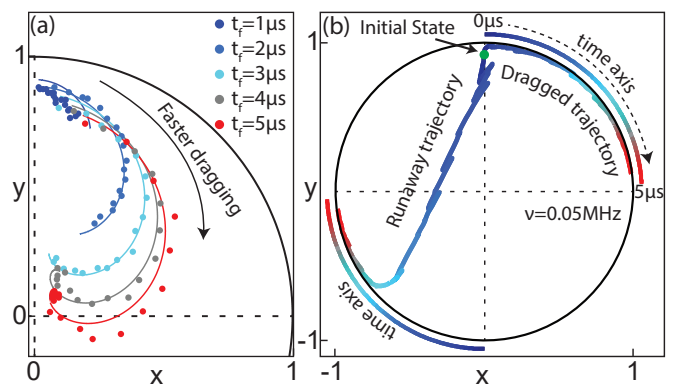 (a)
t_f=1µs
t_f=2µs
t_f=3µs
t_f=4µs
t_f=5µs
1
y
0
Faster dragging
0
x
1
(b)
Initial State
0µs
time axis
1
Dragged trajectory
Runaway trajectory
y
5µs
ν=0.05MHz
time axis
-1
-1
x
1